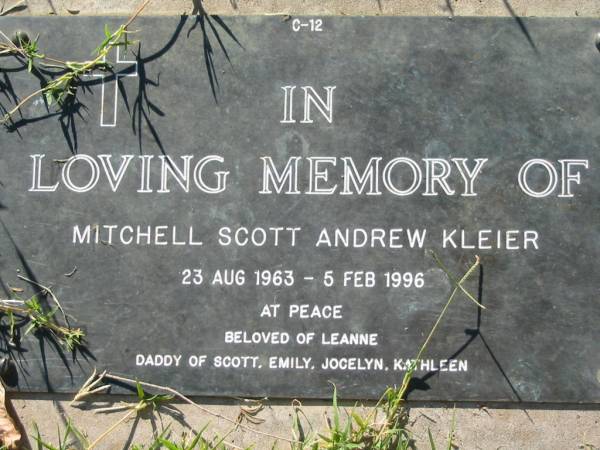 C-12
IN
LOVING MEMORY OF
MITCHELL SCOTT ANDREW KLEIER
23 AUG 1963 - 5 FEB 1996
AT PEACE
BELOVED OF LEANNE
DADDY OF SCOTT, EMILY, JOCELYN, KATHLEEN